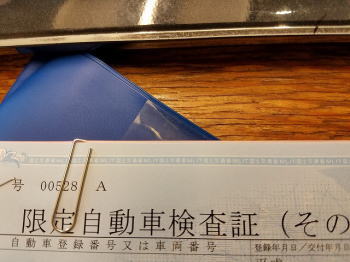 号 00528 A
限定自動車検査証（その
自動車登録番号又は車両番号 登録年月日／交付年月日